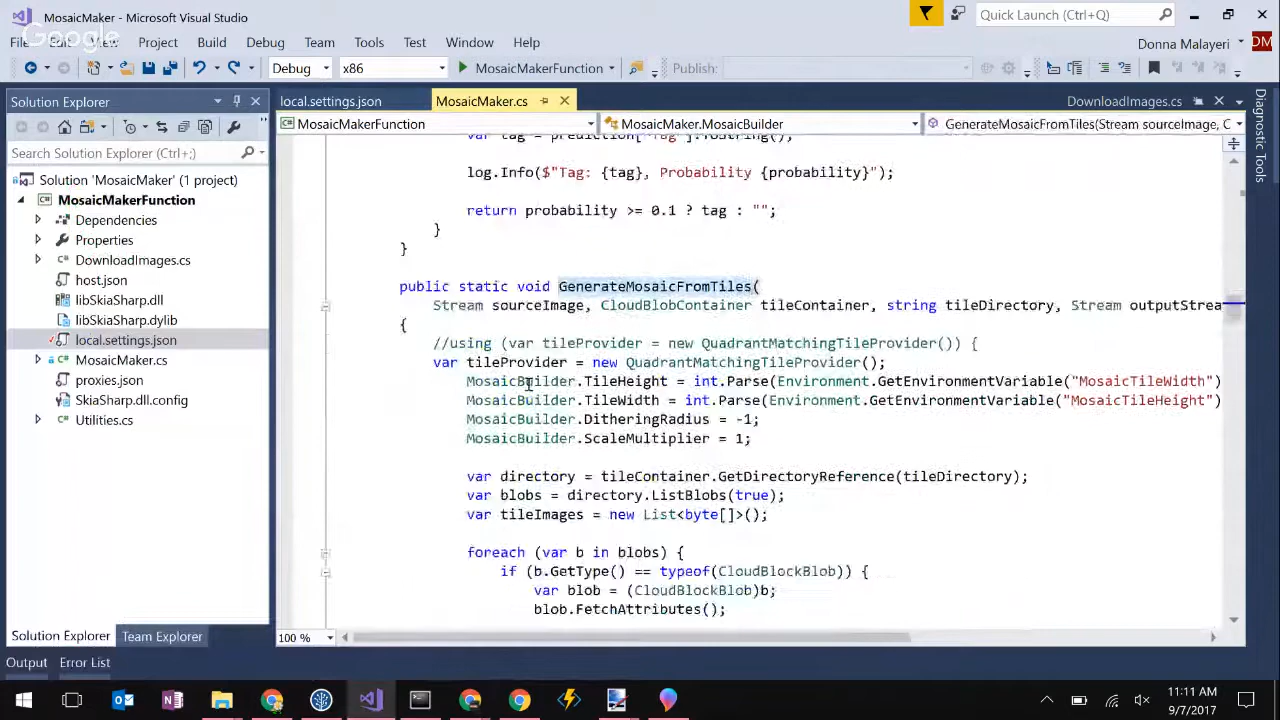 MosaicMaker - Microsoft Visual Studio
Quick Launch (Ctrl+Q)
Google
File Edit View Project Build Debug Team Tools Test Window Help
Donna Malayeri DM
Debug x86 MosaicMakerFunction Publish:
Solution Explorer
Search Solution Explorer (Ctrl+;)
Solution 'MosaicMaker' (1 project)
MosaicMakerFunction
Dependencies
Properties
DownloadImages.cs
host.json
libSkiaSharp.dll
libSkiaSharp.dylib
local.settings.json
MosaicMaker.cs
proxies.json
SkiaSharp.dll.config
Utilities.cs
Solution Explorer Team Explorer
local.settings.json MosaicMaker.cs DownloadImages.cs
MosaicMakerFunction MosaicMaker.MosaicBuilder GenerateMosaicFromTiles(Stream sourceImage, C
var tag = prediction["Tag"].ToString();
log.Info($"Tag: {tag}, Probability {probability}");
return probability >= 0.1 ? tag : "";
}
}
public static void GenerateMosaicFromTiles(
Stream sourceImage, CloudBlobContainer tileContainer, string tileDirectory, Stream outputStrea
{
//using (var tileProvider = new QuadrantMatchingTileProvider()) {
var tileProvider = new QuadrantMatchingTileProvider();
MosaicBuilder.TileHeight = int.Parse(Environment.GetEnvironmentVariable("MosaicTileWidth")
MosaicBuilder.TileWidth = int.Parse(Environment.GetEnvironmentVariable("MosaicTileHeight")
MosaicBuilder.DitheringRadius = -1;
MosaicBuilder.ScaleMultiplier = 1;
var directory = tileContainer.GetDirectoryReference(tileDirectory);
var blobs = directory.ListBlobs(true);
var tileImages = new List<byte[]>();
foreach (var b in blobs) {
if (b.GetType() == typeof(CloudBlockBlob)) {
var blob = (CloudBlockBlob)b;
blob.FetchAttributes();
100 %
Diagnostic Tools
Output Error List
11:11 AM
9/7/2017